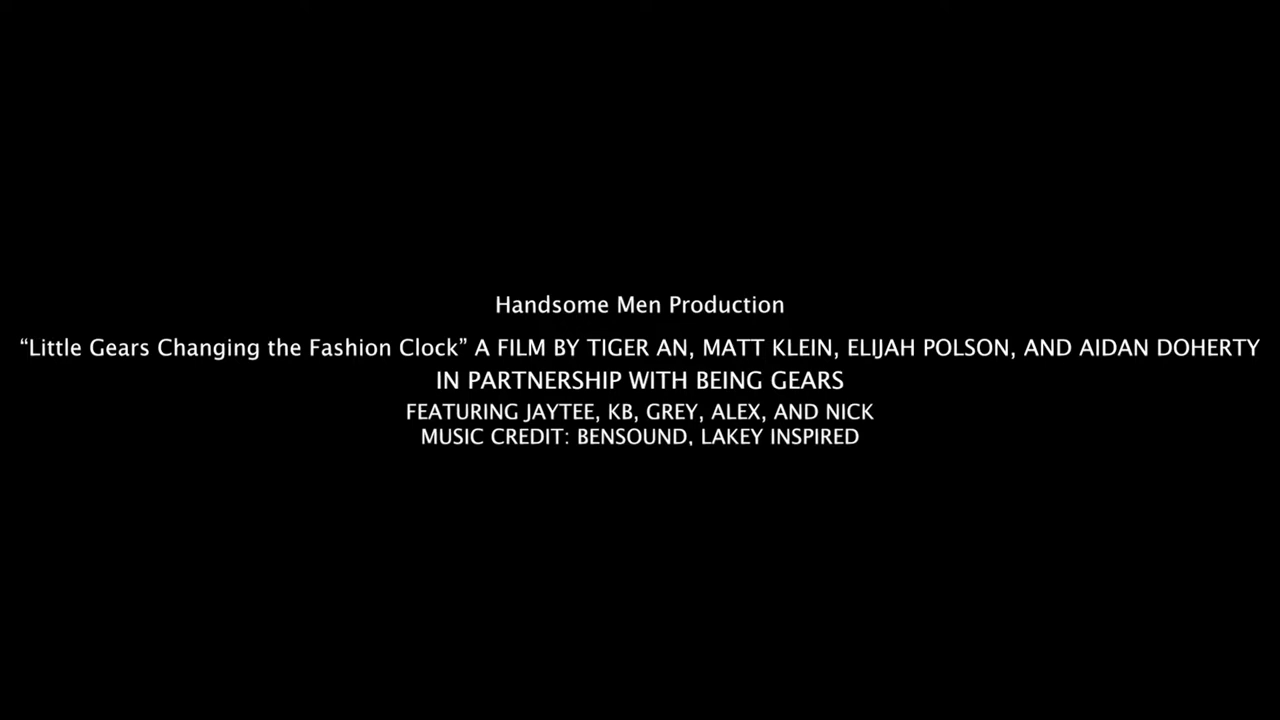 Handsome Men Production
“Little Gears Changing the Fashion Clock” A FILM BY TIGER AN, MATT KLEIN, ELIJAH POLSON, AND AIDAN DOHERTY
IN PARTNERSHIP WITH BEING GEARS
FEATURING JAYTEE, KB, GREY, ALEX, AND NICK
MUSIC CREDIT: BENSOUND, LAKEY INSPIRED